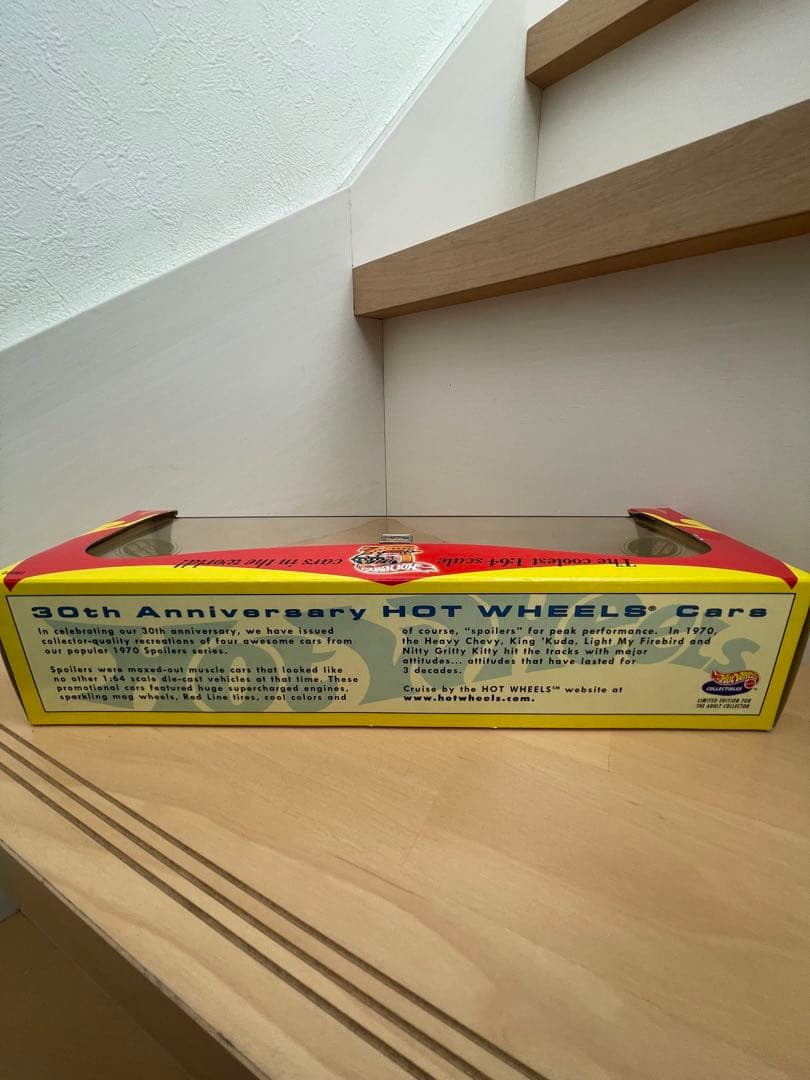 The coolest 1:64 scale
cars in the world!
Hot Wheels
30th Anniversary HOT WHEELS® Cars
In celebrating our 30th anniversary, we have issued
collector-quality recreations of four awesome cars from
our popular 1970 Spoilers series.
Spoilers were maxed-out muscle cars that looked like
no other 1:64 scale die-cast vehicles at that time. These
promotional cars featured huge supercharged engines,
sparkling mag wheels, Red Line tires, cool colors and
of course, "spoilers" for peak performance. In 1970,
the Heavy Chevy, King 'Kuda, Light My Firebird and
Nitty Gritty Kitty hit the tracks with major
attitudes... attitudes that have lasted for
3 decades.
Cruise by the HOT WHEELS℠ website at
www.hotwheels.com.
Hot Wheels
COLLECTIBLES
LIMITED EDITION FOR
THE ADULT COLLECTOR